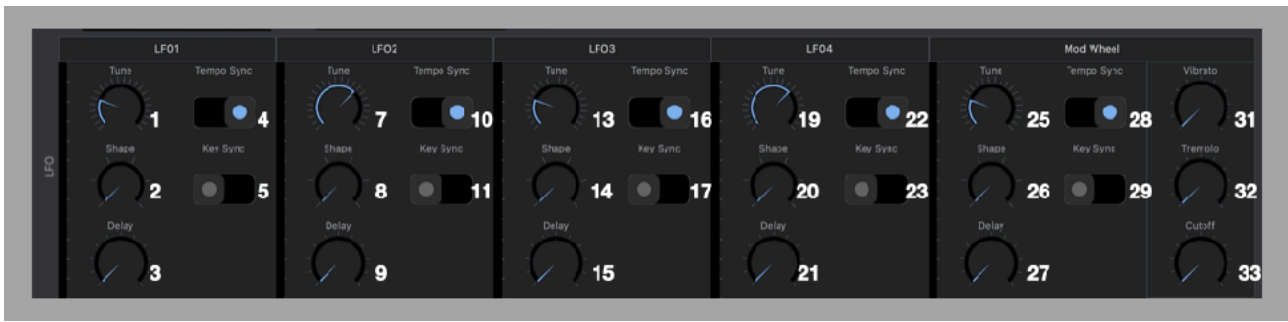 LFO1 LFO2 LFO3 LFO4 Mod Wheel
Tune Tempo Sync Tune Tempo Sync Tune Tempo Sync Tune Tempo Sync Tune Tempo Sync Vibrato
1 4 7 10 13 16 19 22 25 28 31
Shape Key Sync Shape Key Sync Shape Key Sync Shape Key Sync Shape Key Sync Tremolo
LFO
2 5 8 11 14 17 20 23 26 29 32
Delay Delay Delay Delay Delay Cutoff
3 9 15 21 27 33